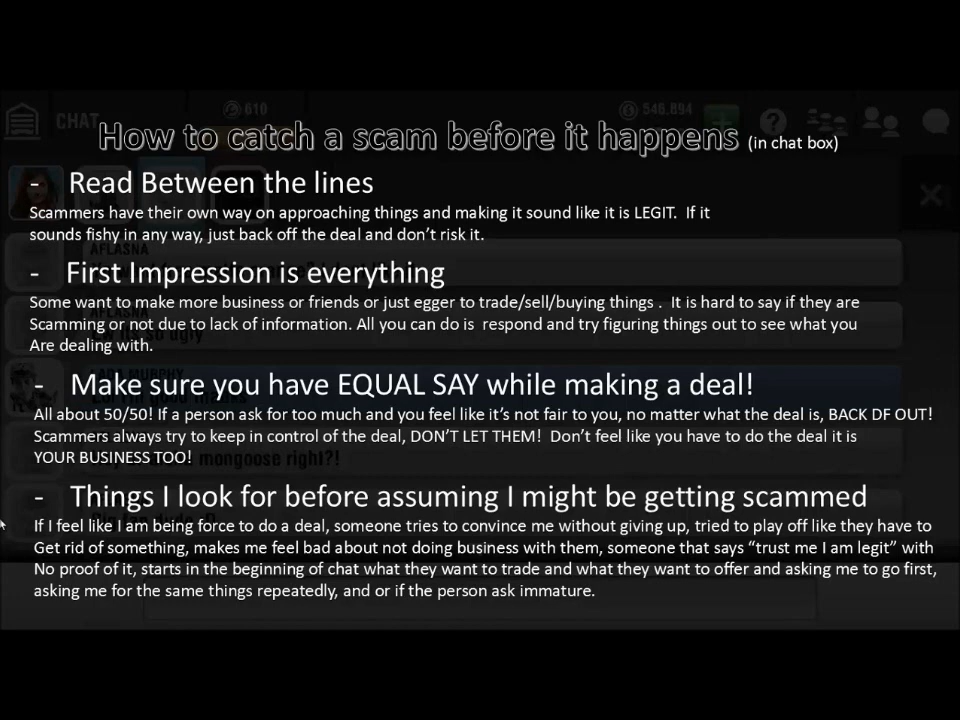 CHAT
610
546,894
How to catch a scam before it happens (in chat box)
- Read Between the lines
Scammers have their own way on approaching things and making it sound like it is LEGIT. If it
sounds fishy in any way, just back off the deal and don't risk it.
AFLASNA
- First Impression is everything
Some want to make more business or friends or just egger to trade/sell/buying things . It is hard to say if they are
AFLASNA
Scamming or not due to lack of information. All you can do is respond and try figuring things out to see what you
Are dealing with.
MURPHY
- Make sure you have EQUAL SAY while making a deal!
All about 50/50! If a person ask for too much and you feel like it's not fair to you, no matter what the deal is, BACK DF OUT!
Scammers always try to keep in control of the deal, DON'T LET THEM! Don't feel like you have to do the deal it is
YOUR BUSINESS TOO!
mongoose right?!
- Things I look for before assuming I might be getting scammed
If I feel like I am being force to do a deal, someone tries to convince me without giving up, tried to play off like they have to
Get rid of something, makes me feel bad about not doing business with them, someone that says "trust me I am legit" with
No proof of it, starts in the beginning of chat what they want to trade and what they want to offer and asking me to go first,
asking me for the same things repeatedly, and or if the person ask immature.